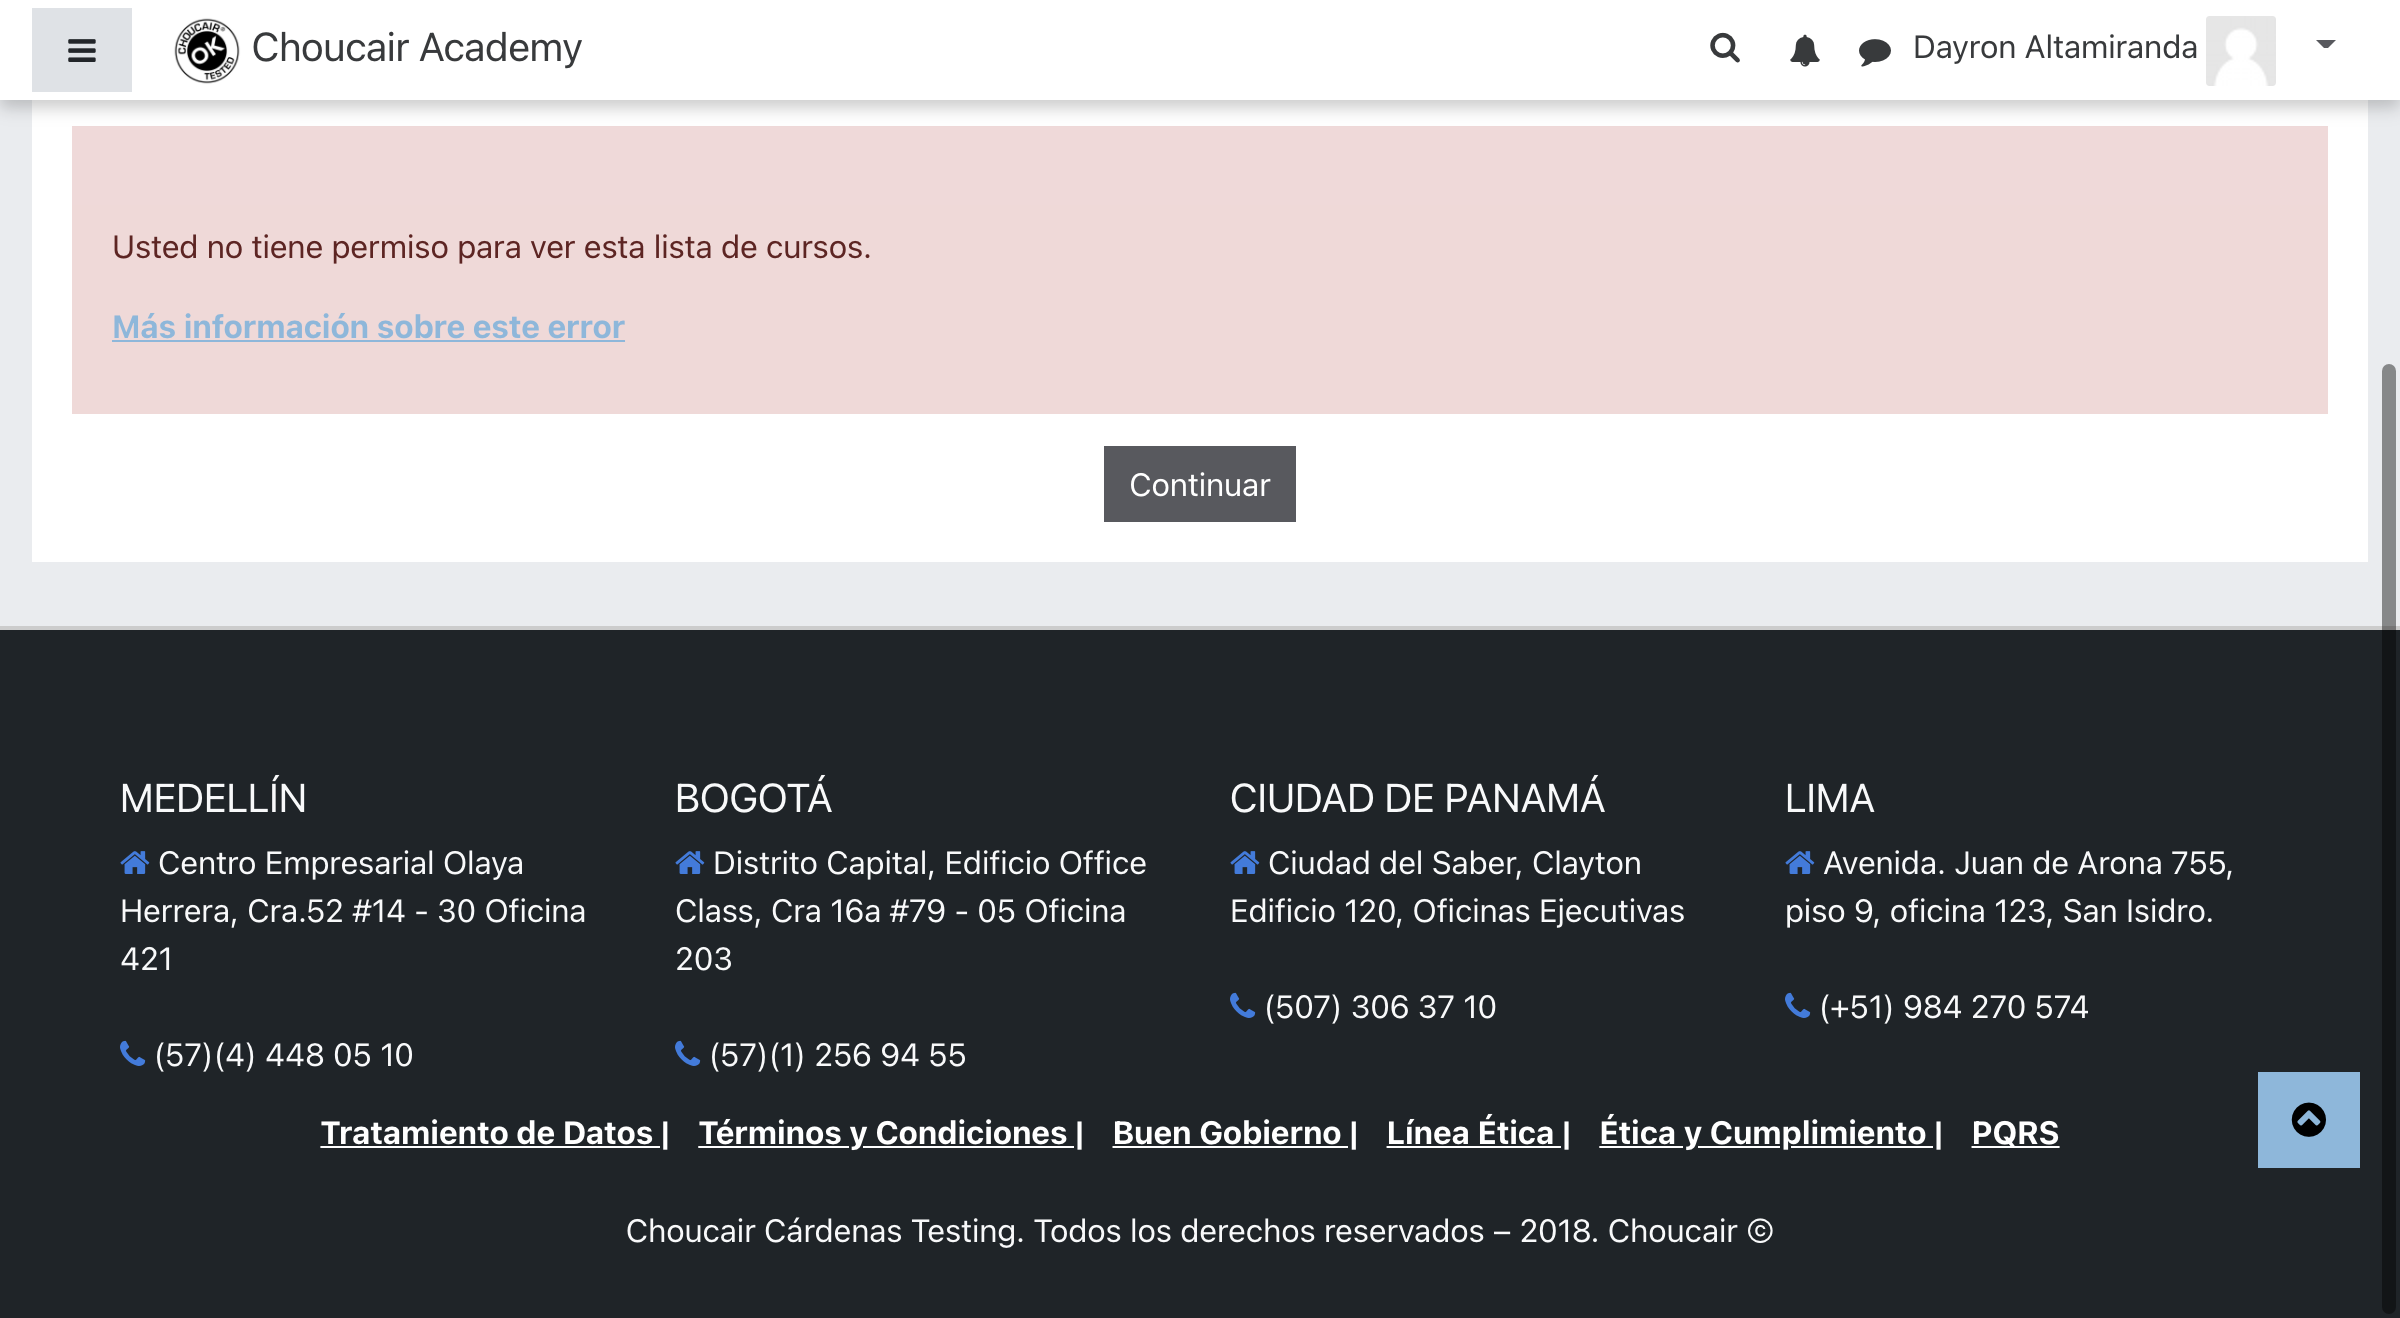 CHOUCAIR®
OK
TESTED
Choucair Academy
Dayron Altamiranda
Usted no tiene permiso para ver esta lista de cursos.
Más información sobre este error
Continuar
MEDELLÍN
Centro Empresarial Olaya
Herrera, Cra.52 #14 - 30 Oficina
421
(57)(4) 448 05 10
BOGOTÁ
Distrito Capital, Edificio Office
Class, Cra 16a #79 - 05 Oficina
203
(57)(1) 256 94 55
CIUDAD DE PANAMÁ
Ciudad del Saber, Clayton
Edificio 120, Oficinas Ejecutivas
(507) 306 37 10
LIMA
Avenida. Juan de Arona 755,
piso 9, oficina 123, San Isidro.
(+51) 984 270 574
Tratamiento de Datos | Términos y Condiciones | Buen Gobierno | Línea Ética | Ética y Cumplimiento | PQRS
Choucair Cárdenas Testing. Todos los derechos reservados – 2018. Choucair ©